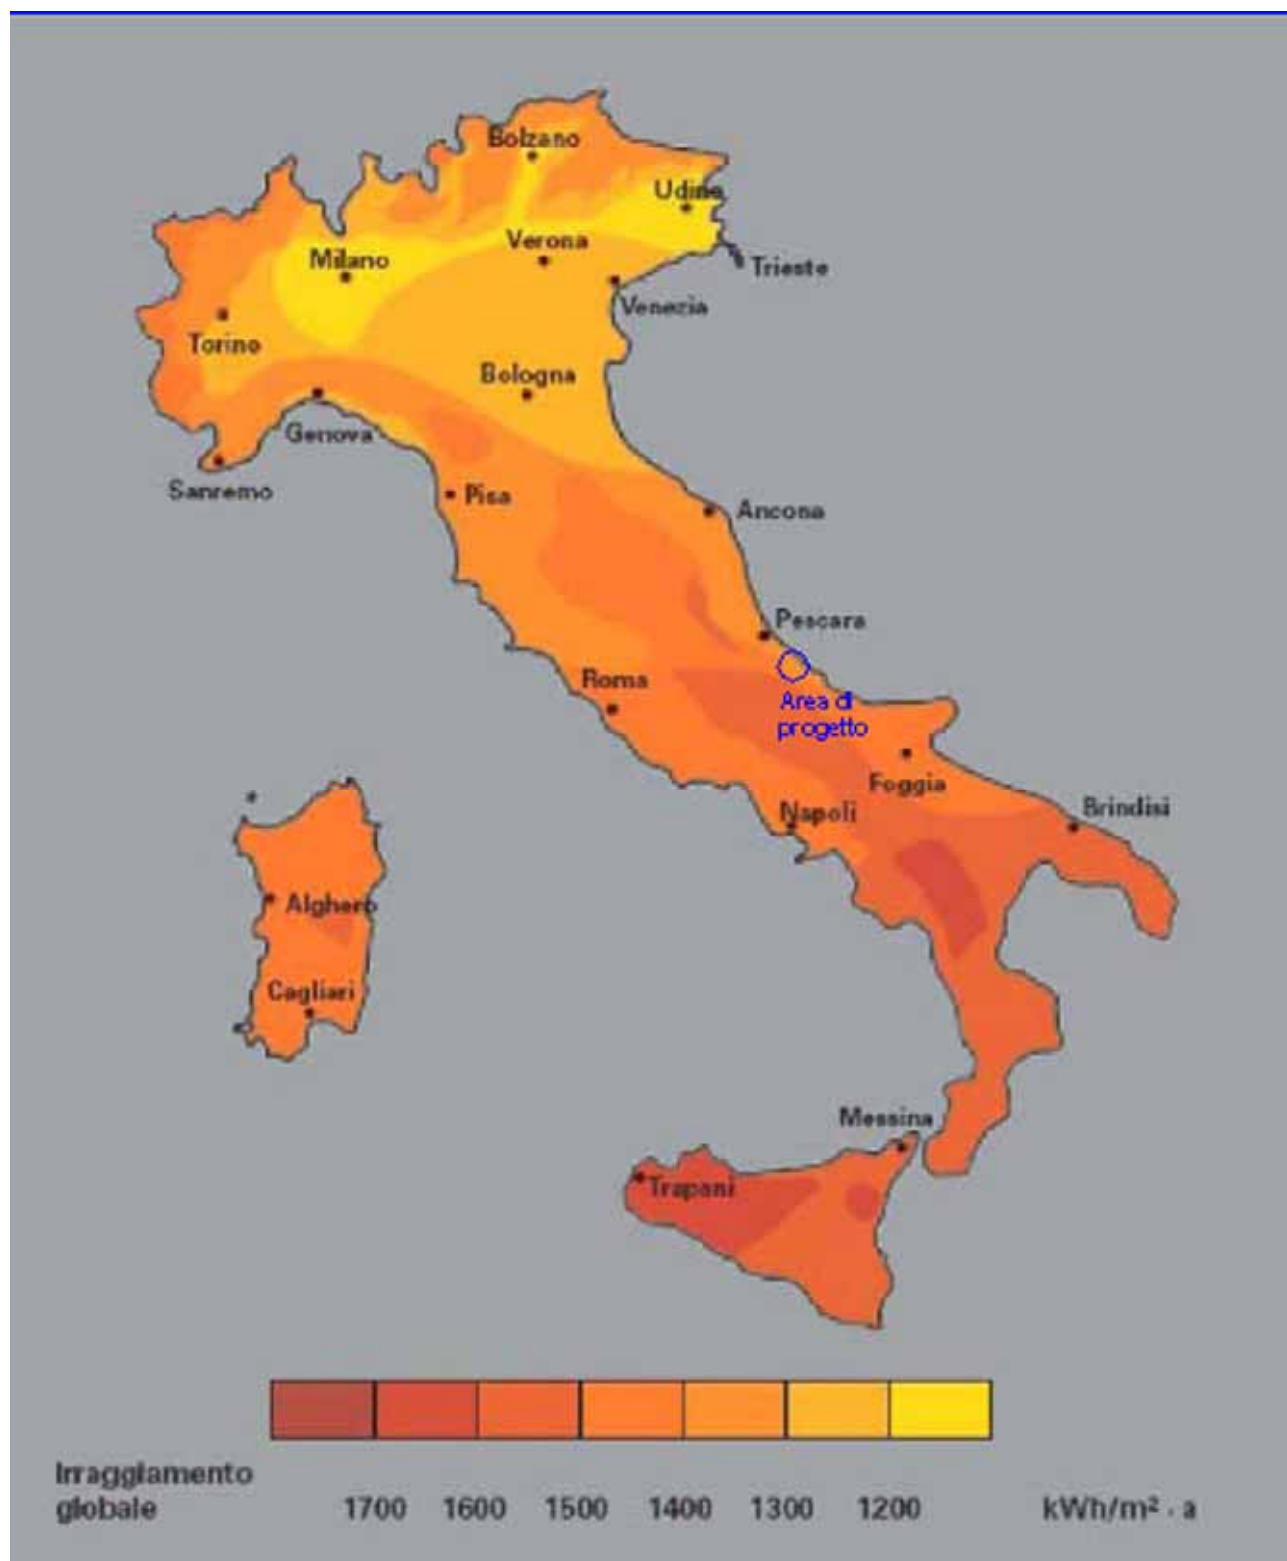 Bolzano
Udine
Verona
Milano
Trieste
Venezia
Torino
Bologna
Genova
Sanremo
Pisa
Ancona
Pescara
Roma
Area di
progetto
Foggia
Napoli
Brindisi
Alghero
Cagliari
Messina
Trapani
Irraggiamento
globale
1700 1600 1500 1400 1300 1200 kWh/m² · a